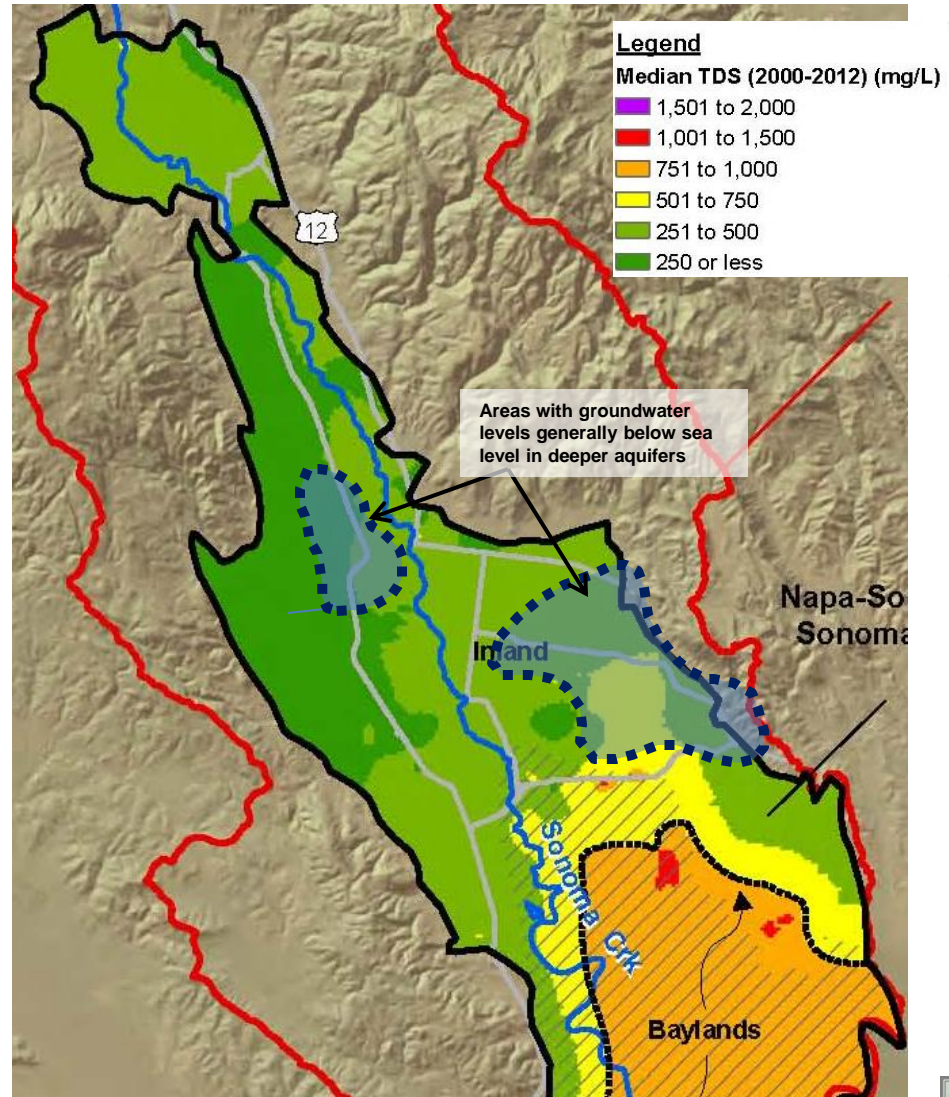 Legend
Median TDS (2000-2012) (mg/L)
1,501 to 2,000
1,001 to 1,500
751 to 1,000
501 to 750
251 to 500
250 or less
12
Areas with groundwater
levels generally below sea
level in deeper aquifers
Napa-So
Sonoma
Inland
Sonoma Crk
Baylands